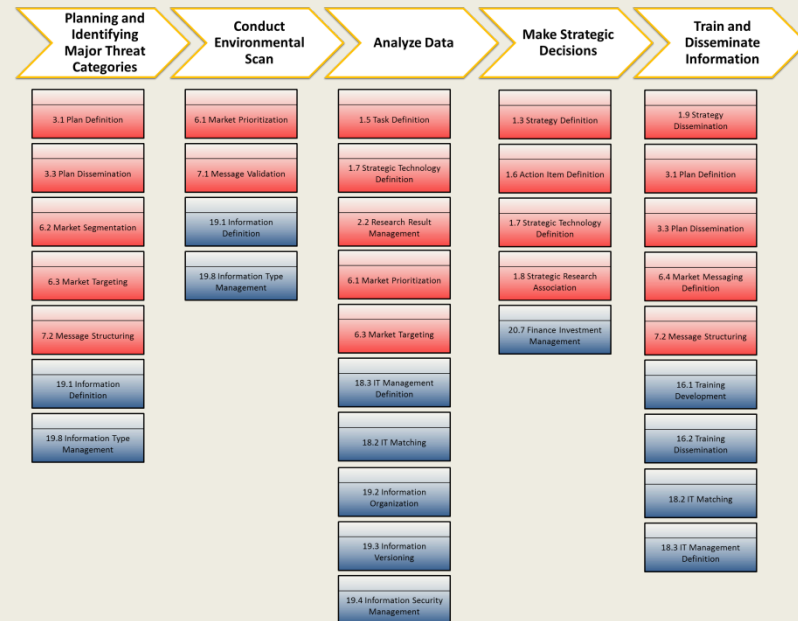 Planning and
Identifying
Major Threat
Categories
Conduct
Environmental
Scan
Analyze Data
Make Strategic
Decisions
Train and
Disseminate
Information
3.1 Plan Definition
3.3 Plan Dissemination
6.2 Market Segmentation
6.3 Market Targeting
7.2 Message Structuring
19.1 Information
Definition
19.8 Information Type
Management
6.1 Market Prioritization
7.1 Message Validation
19.1 Information
Definition
19.8 Information Type
Management
1.5 Task Definition
1.7 Strategic Technology
Definition
2.2 Research Result
Management
6.1 Market Prioritization
6.3 Market Targeting
18.3 IT Management
Definition
18.2 IT Matching
19.2 Information
Organization
19.3 Information
Versioning
19.4 Information Security
Management
1.3 Strategy Definition
1.6 Action Item Definition
1.7 Strategic Technology
Definition
1.8 Strategic Research
Association
20.7 Finance Investment
Management
1.9 Strategy
Dissemination
3.1 Plan Definition
3.3 Plan Dissemination
6.4 Market Messaging
Definition
7.2 Message Structuring
16.1 Training
Development
16.2 Training
Dissemination
18.2 IT Matching
18.3 IT Management
Definition